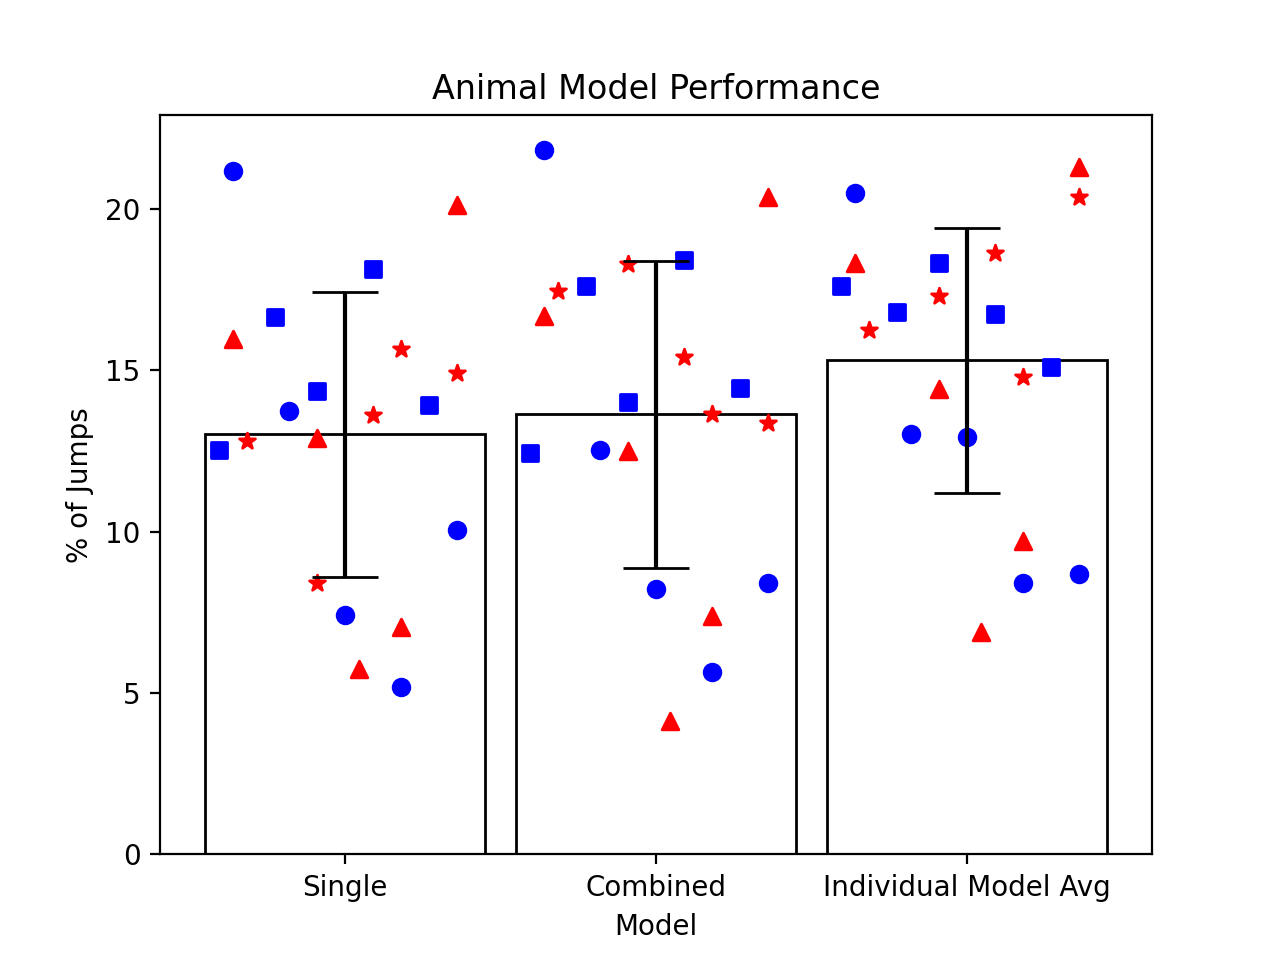 Animal Model Performance
% of Jumps
20
15
10
5
0
Single
Combined
Individual Model Avg
Model